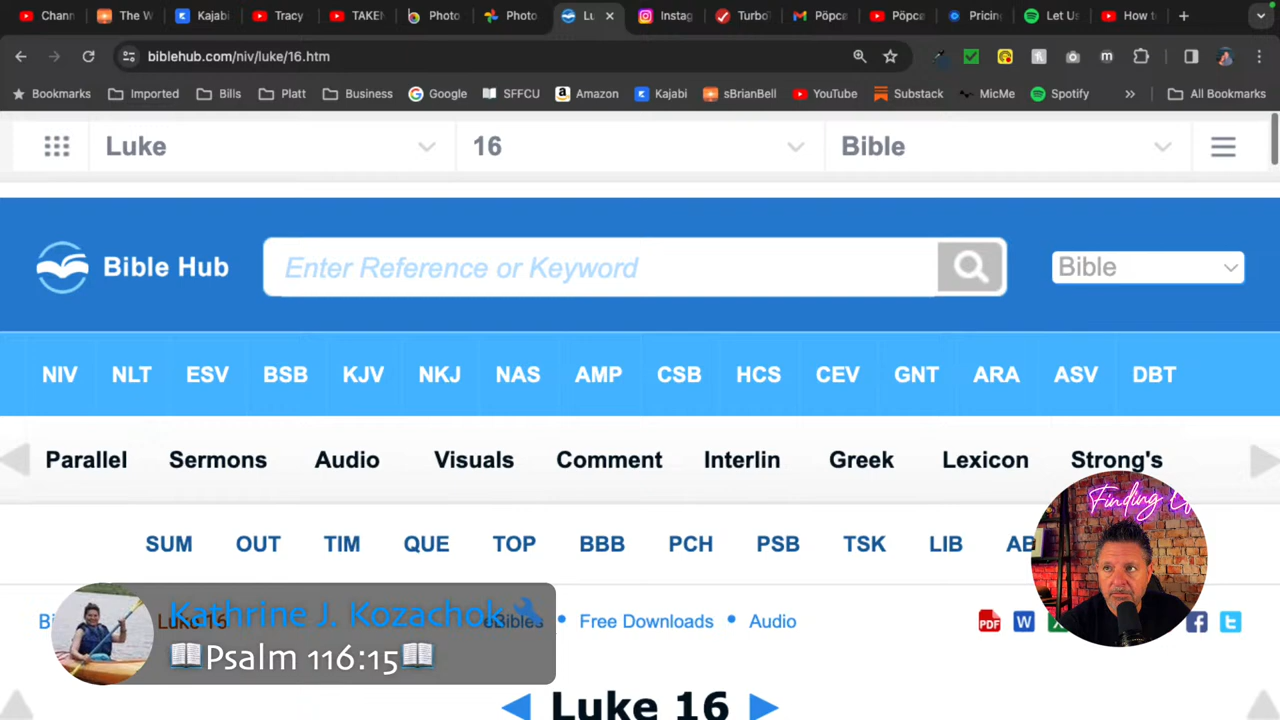 Chann
The W
Kajabi
Tracy
TAKEN
Photo
Photo
Lu
Instag
Turbo
Pöpce
Pöpce
Pricing
Let Us
How to
biblehub.com/niv/luke/16.htm
Bookmarks Imported Bills Platt Business Google SFFCU Amazon Kajabi sBrianBell YouTube Substack MicMe Spotify » All Bookmarks
Luke 16 Bible
Bible Hub Enter Reference or Keyword Bible
NIV NLT ESV BSB KJV NKJ NAS AMP CSB HCS CEV GNT ARA ASV DBT
Parallel Sermons Audio Visuals Comment Interlin Greek Lexicon Strong's
Finding
SUM OUT TIM QUE TOP BBB PCH PSB TSK LIB AB
Kathrine J. Kozachok
Luke 16 eBibles • Free Downloads • Audio PDF W
📖Psalm 116:15📖
◀ Luke 16 ▶